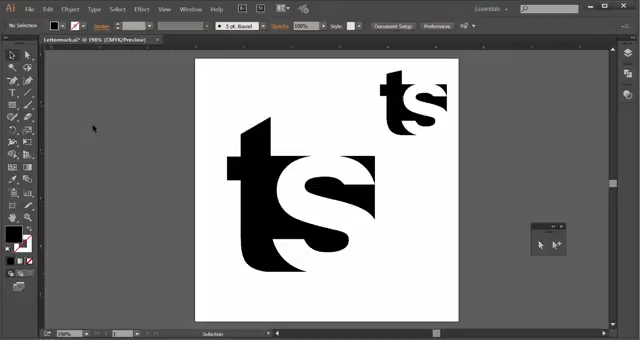 Ai File Edit Object Type Select Effect View Window Help Essentials
No Selection Stroke: 5 pt. Round Opacity: 100% Style: Document Setup Preferences
Lettermark.ai* @ 198% (CMYK/Preview) ×
ts
ts
198% 1 Selection